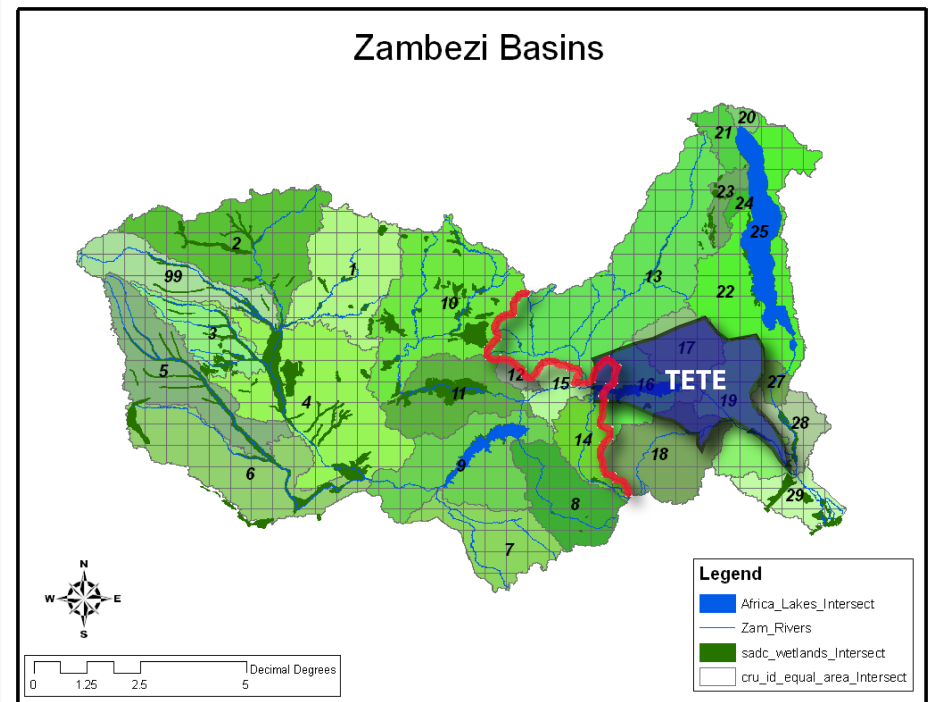 Zambezi Basins
20
21
23
24
2
25
1
99
13
10
22
3
17
5
12
15
16
TETE
27
11
19
4
28
14
9
18
6
29
8
7
N
W E
S
Legend
Africa_Lakes_Intersect
Zam_Rivers
sadc_wetlands_Intersect
cru_id_equal_area_Intersect
Decimal Degrees
0 1.25 2.5 5